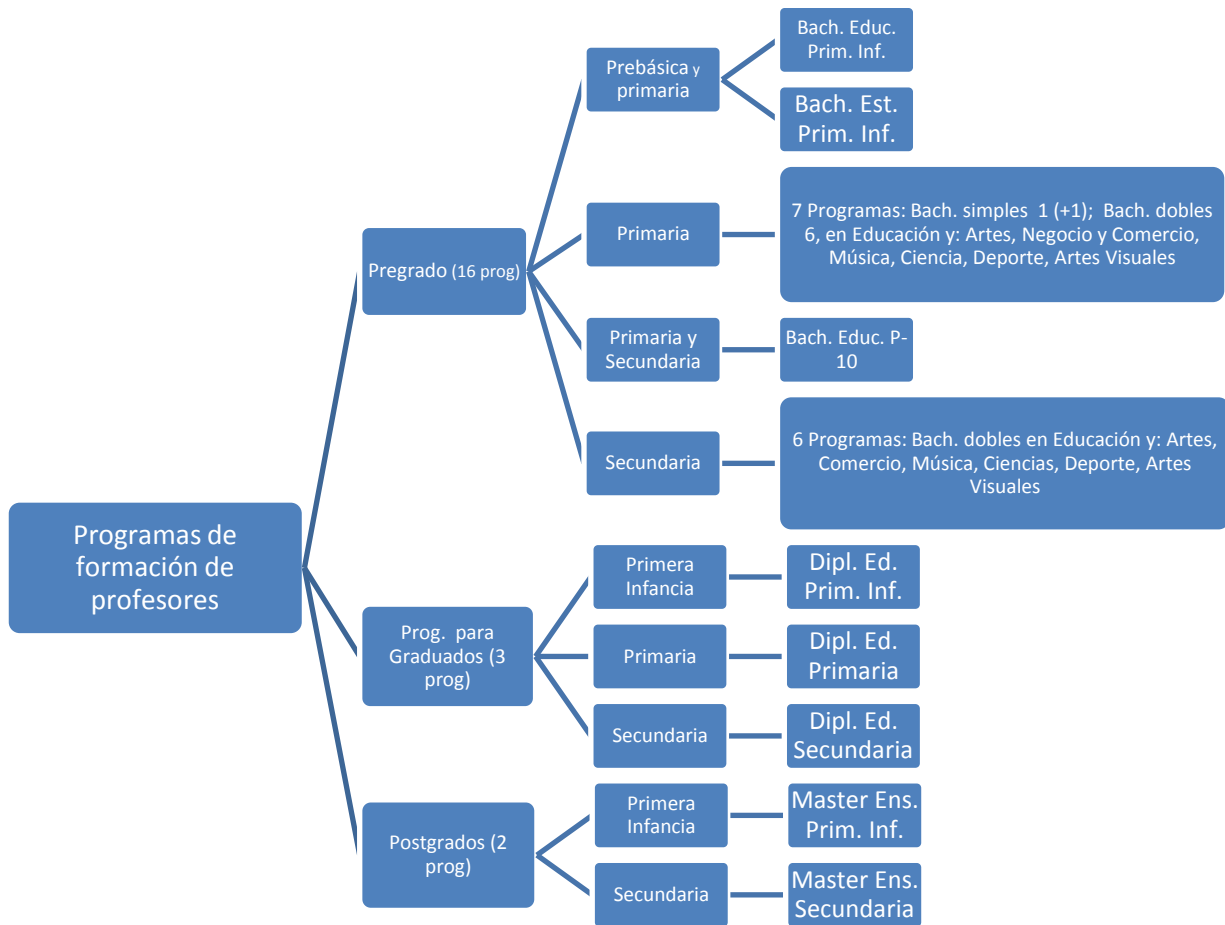 Programas de
formación de
profesores
Pregrado (16 prog)
Prebásica y
primaria
Bach. Educ.
Prim. Inf.
Bach. Est.
Prim. Inf.
Primaria
7 Programas: Bach. simples 1 (+1); Bach. dobles
6, en Educación y: Artes, Negocio y Comercio,
Música, Ciencia, Deporte, Artes Visuales
Primaria y
Secundaria
Bach. Educ. P-
10
Secundaria
6 Programas: Bach. dobles en Educación y: Artes,
Comercio, Música, Ciencias, Deporte, Artes
Visuales
Prog. para
Graduados (3
prog)
Primera
Infancia
Dipl. Ed.
Prim. Inf.
Primaria
Dipl. Ed.
Primaria
Secundaria
Dipl. Ed.
Secundaria
Postgrados (2
prog)
Primera
Infancia
Master Ens.
Prim. Inf.
Secundaria
Master Ens.
Secundaria